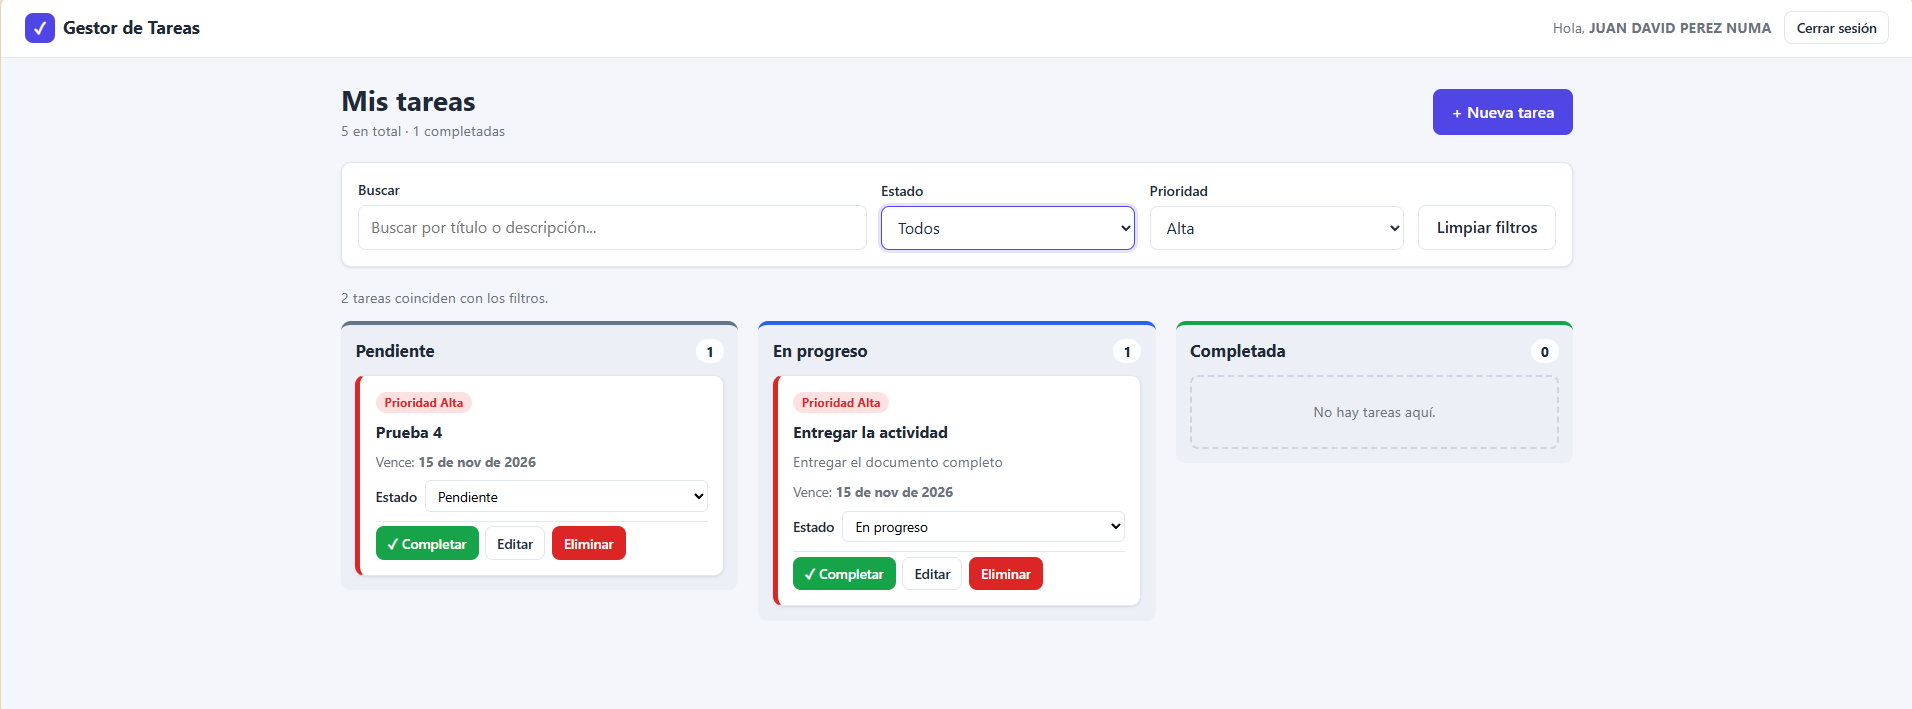 ✓ Gestor de Tareas
Hola, JUAN DAVID PEREZ NUMA
Cerrar sesión
Mis tareas
5 en total · 1 completadas
+ Nueva tarea
Buscar
Buscar por título o descripción...
Estado
Todos
Prioridad
Alta
Limpiar filtros
2 tareas coinciden con los filtros.
Pendiente 1
Prioridad Alta
Prueba 4
Vence: 15 de nov de 2026
Estado Pendiente
✓ Completar Editar Eliminar
En progreso 1
Prioridad Alta
Entregar la actividad
Entregar el documento completo
Vence: 15 de nov de 2026
Estado En progreso
✓ Completar Editar Eliminar
Completada 0
No hay tareas aquí.